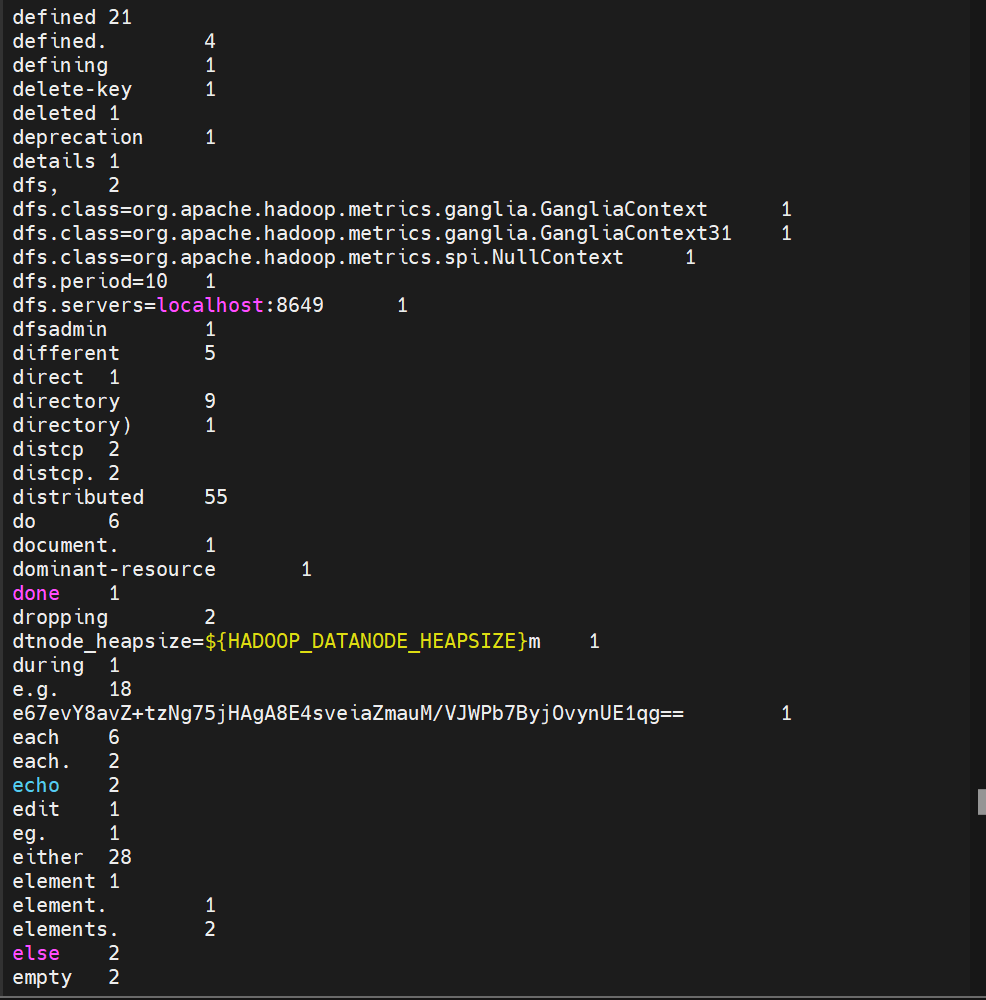 defined 21
defined.        4
defining        1
delete-key      1
deleted 1
deprecation     1
details 1
dfs,    2
dfs.class=org.apache.hadoop.metrics.ganglia.GangliaContext      1
dfs.class=org.apache.hadoop.metrics.ganglia.GangliaContext31    1
dfs.class=org.apache.hadoop.metrics.spi.NullContext     1
dfs.period=10   1
dfs.servers=localhost:8649      1
dfsadmin        1
different       5
direct  1
directory       9
directory)      1
distcp  2
distcp. 2
distributed     55
do      6
document.       1
dominant-resource       1
done    1
dropping        2
dtnode_heapsize=${HADOOP_DATANODE_HEAPSIZE}m    1
during  1
e.g.    18
e67evY8avZ+tzNg75jHAgA8E4sveiaZmauM/VJWPb7ByjOvynUE1qg==        1
each    6
each.   2
echo    2
edit    1
eg.     1
either  28
element 1
element.        1
elements.       2
else    2
empty   2